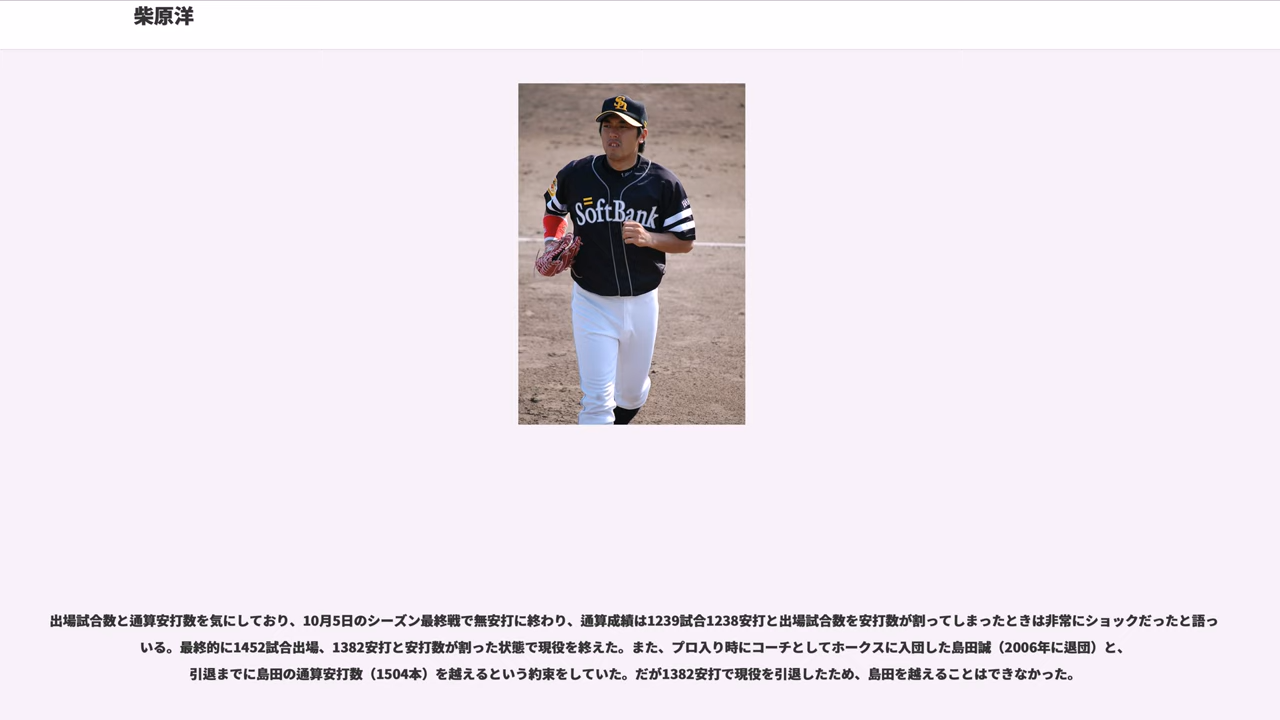 柴原洋
SoftBank
出場試合数と通算安打数を気にしており、10月5日のシーズン最終戦で無安打に終わり、通算成績は1239試合1238安打と出場試合数を安打数が割ってしまったときは非常にショックだったと語っ
いる。最終的に1452試合出場、1382安打と安打数が割った状態で現役を終えた。また、プロ入り時にコーチとしてホークスに入団した島田誠（2006年に退団）と、
引退までに島田の通算安打数（1504本）を越えるという約束をしていた。だが1382安打で現役を引退したため、島田を越えることはできなかった。